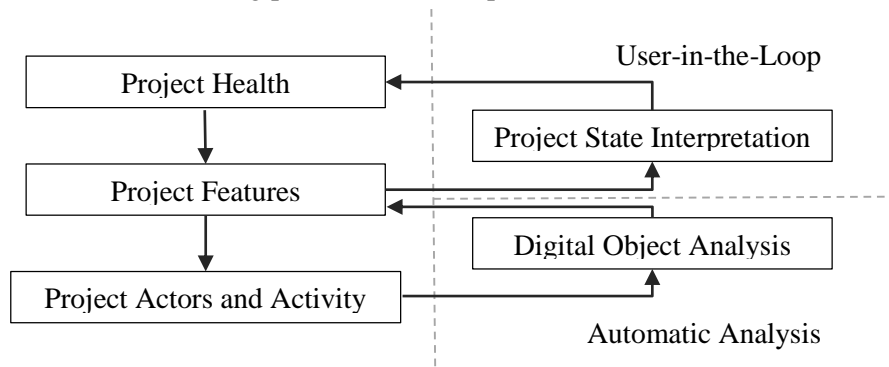 Project Health
User-in-the-Loop
Project State Interpretation
Project Features
Digital Object Analysis
Project Actors and Activity
Automatic Analysis